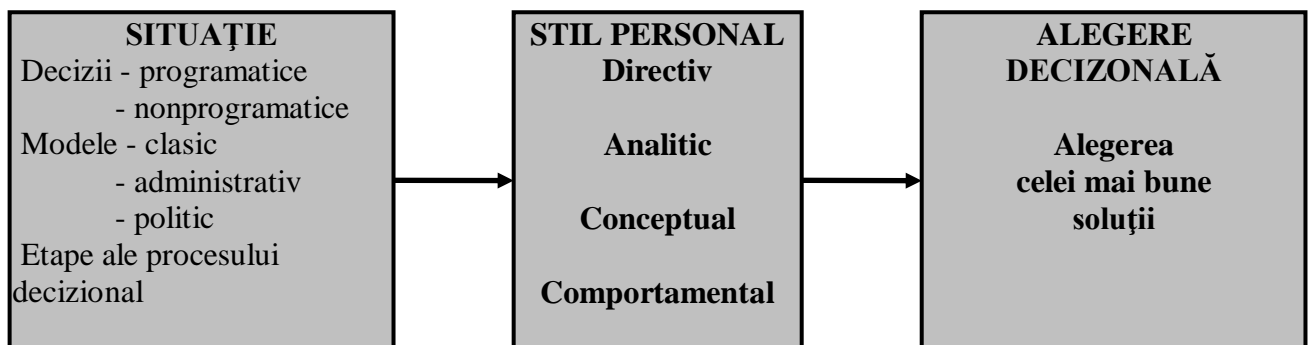 SITUAŢIE
Decizii - programatice
- nonprogramatice
Modele - clasic
- administrativ
- politic
Etape ale procesului
decizional
STIL PERSONAL
Directiv
Analitic
Conceptual
Comportamental
ALEGERE
DECIZONALĂ
Alegerea
celei mai bune
soluţii